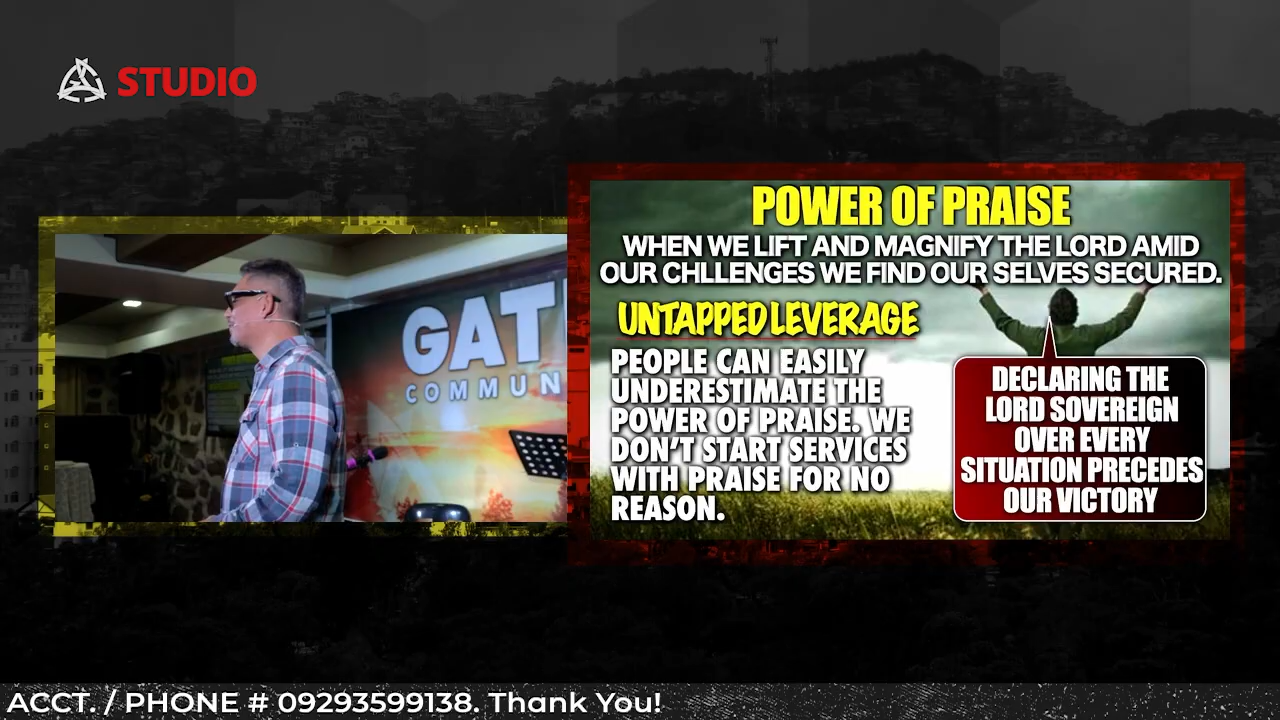 STUDIO
GAT
COMMUN
POWER OF PRAISE
WHEN WE LIFT AND MAGNIFY THE LORD AMID
OUR CHLLENGES WE FIND OUR SELVES SECURED.
UNTAPPED LEVERAGE
PEOPLE CAN EASILY
UNDERESTIMATE THE
POWER OF PRAISE. WE
DON'T START SERVICES
WITH PRAISE FOR NO
REASON.
DECLARING THE
LORD SOVEREIGN
OVER EVERY
SITUATION PRECEDES
OUR VICTORY
ACCT. / PHONE # 09293599138. Thank You!